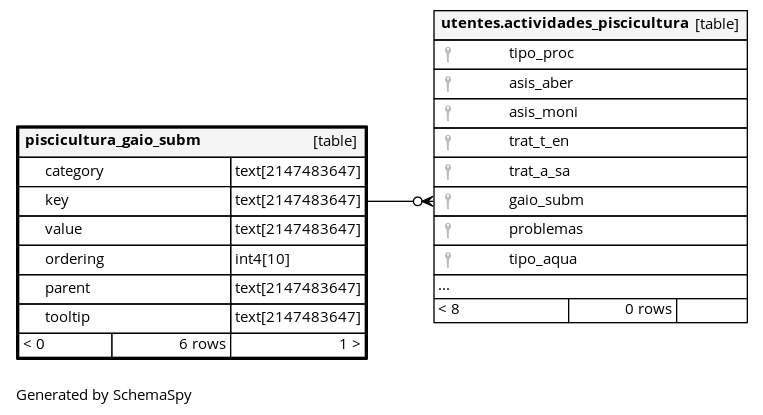 utentes.actividades_piscicultura [table]
tipo_proc
asis_aber
asis_moni
trat_t_en
trat_a_sa
gaio_subm
problemas
tipo_aqua
...
< 8 0 rows
piscicultura_gaio_subm [table]
category text[2147483647]
key text[2147483647]
value text[2147483647]
ordering int4[10]
parent text[2147483647]
tooltip text[2147483647]
< 0 6 rows 1 >
Generated by SchemaSpy